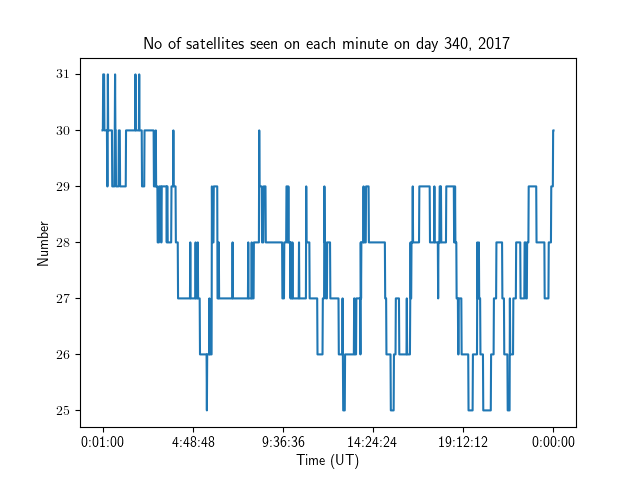 No of satellites seen on each minute on day 340, 2017
31
30
29
28
27
26
25
Number
0:01:00 4:48:48 9:36:36 14:24:24 19:12:12 0:00:00
Time (UT)